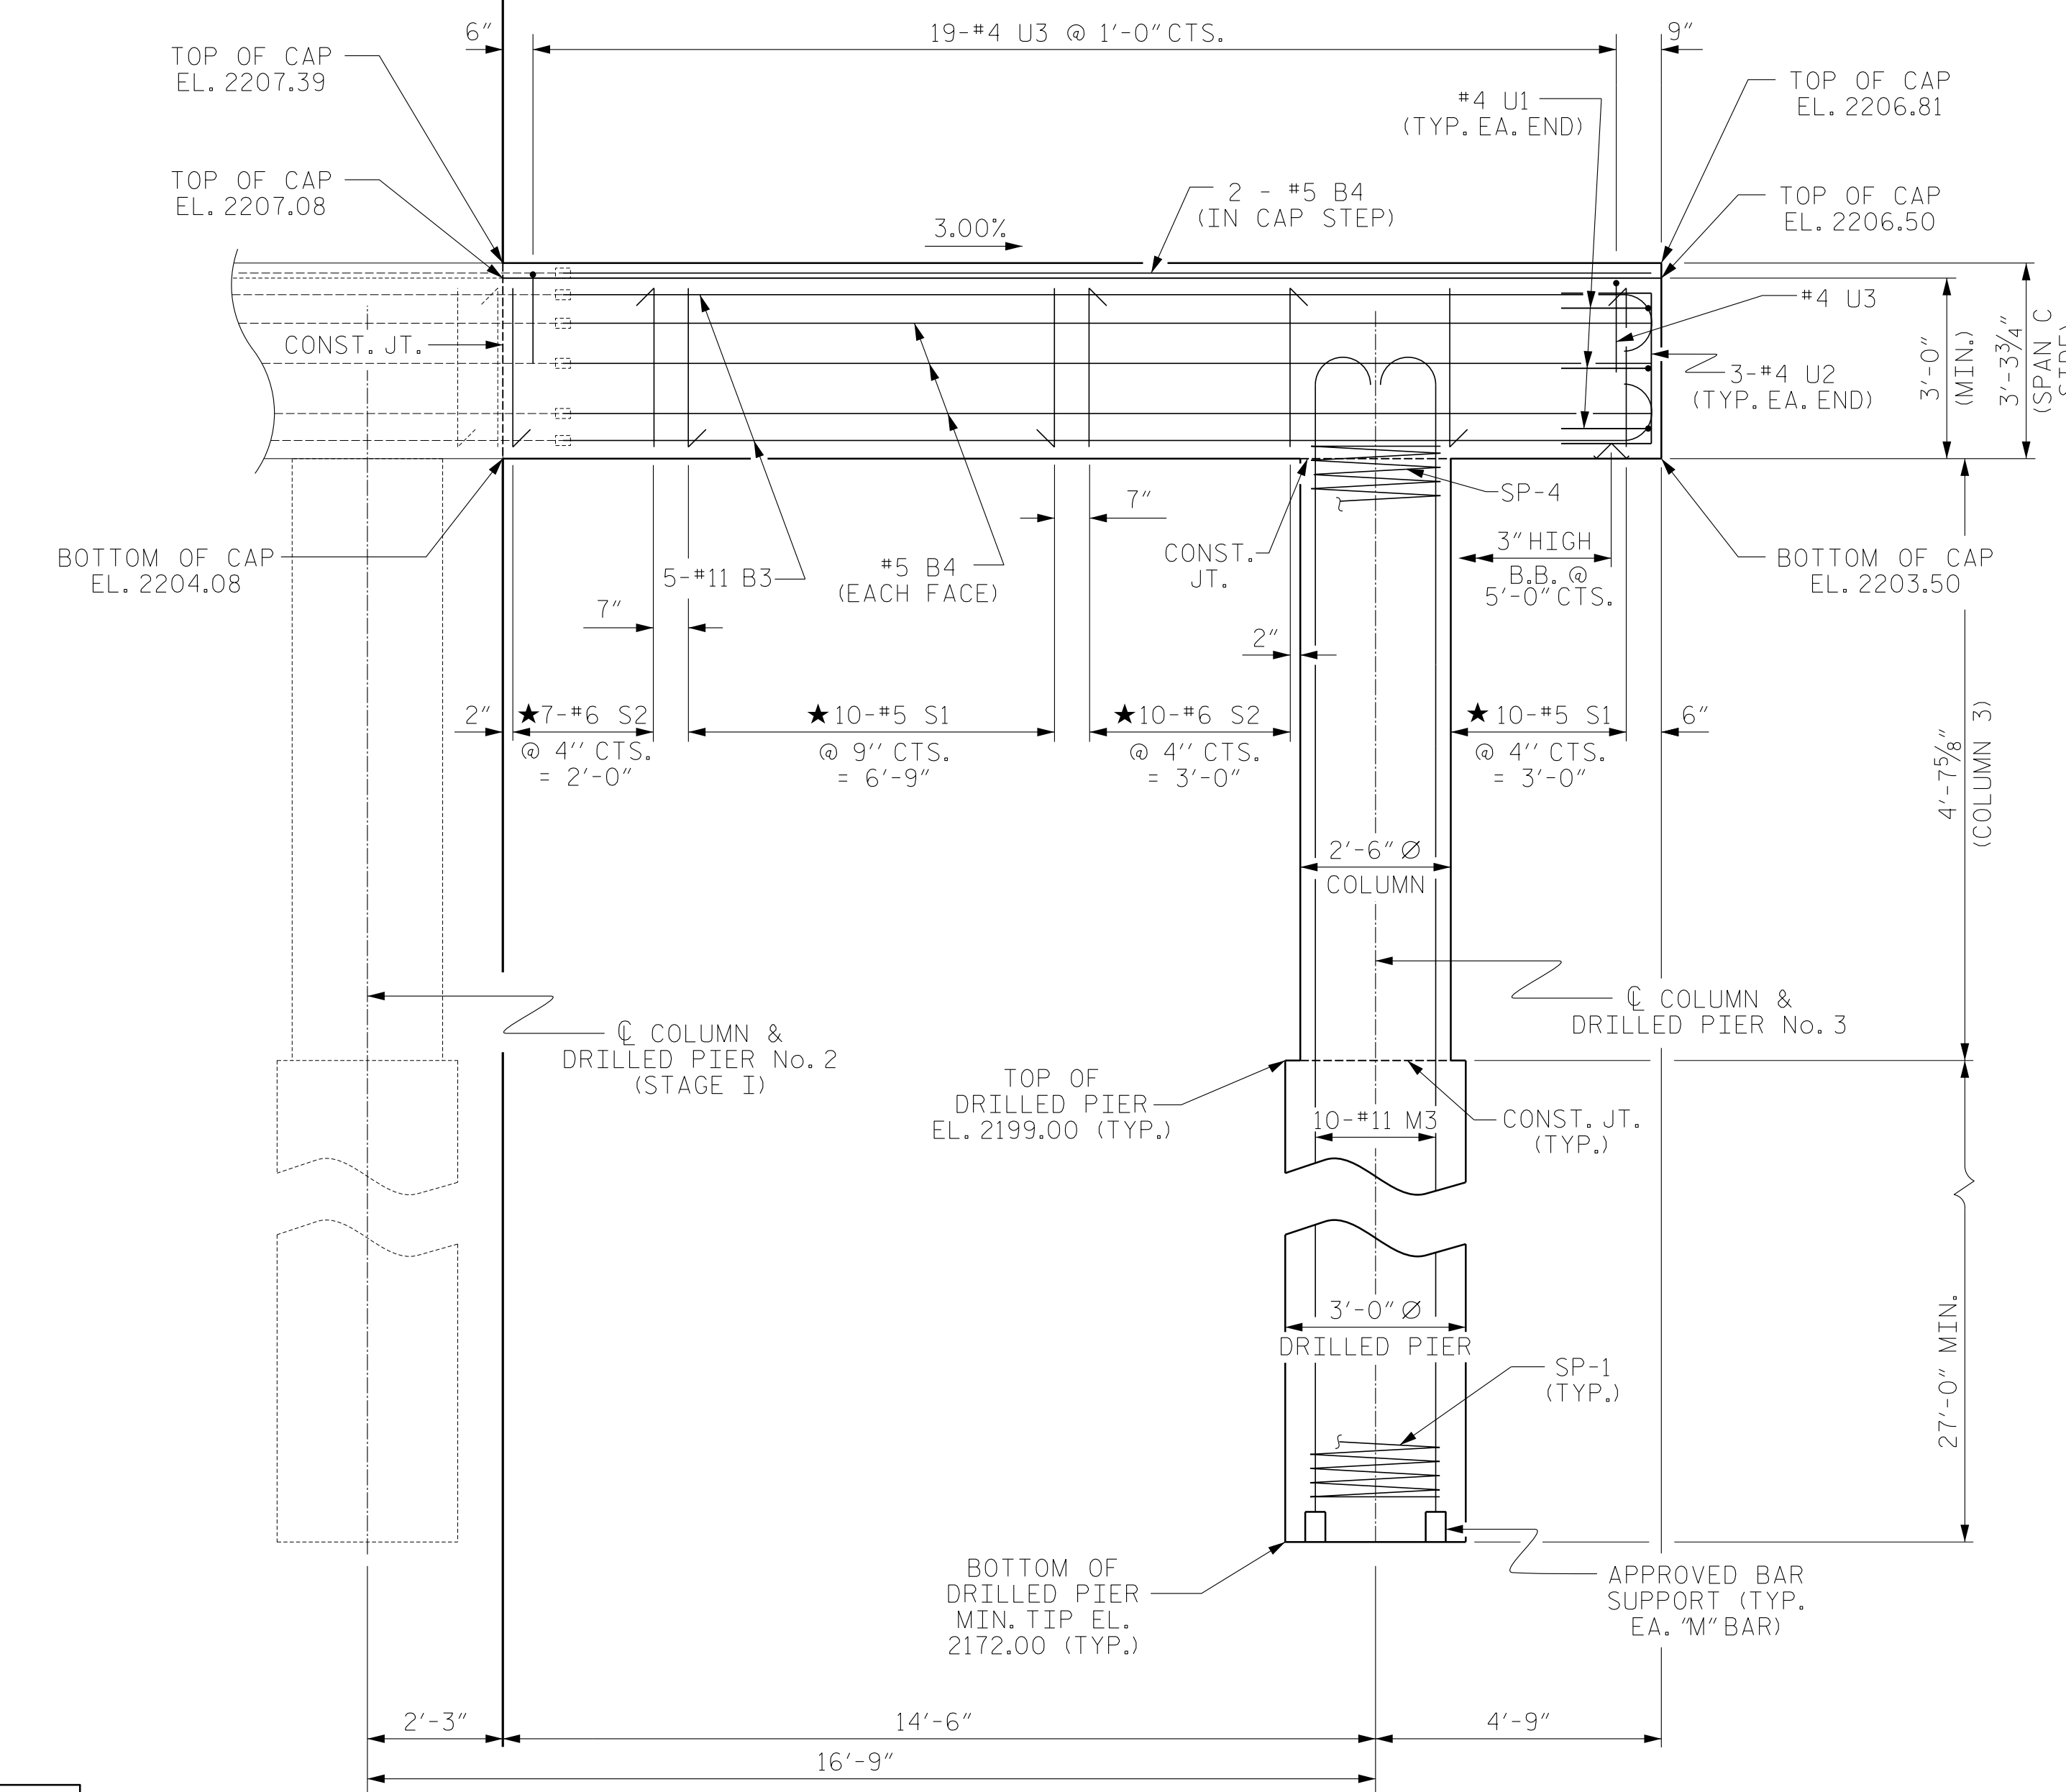 6"
19-#4 U3 @ 1'-0" CTS.
9"
TOP OF CAP
EL. 2207.39
#4 U1
(TYP. EA. END)
TOP OF CAP
EL. 2206.81
TOP OF CAP
EL. 2207.08
2 - #5 B4
(IN CAP STEP)
TOP OF CAP
EL. 2206.50
3.00%
CONST. JT.
#4 U3
3-#4 U2
(TYP. EA. END)
3'-0"
(MIN.)
3'-3¾"
(SPAN C
SIDE)
SP-4
7"
CONST.
JT.
3" HIGH
B.B. @
5'-0" CTS.
BOTTOM OF CAP
EL. 2204.08
5-#11 B3
#5 B4
(EACH FACE)
BOTTOM OF CAP
EL. 2203.50
7"
2"
2"
★7-#6 S2
@ 4'' CTS.
= 2'-0"
★10-#5 S1
@ 9'' CTS.
= 6'-9"
★10-#6 S2
@ 4'' CTS.
= 3'-0"
★10-#5 S1
@ 4'' CTS.
= 3'-0"
6"
4'-7⅝"
(COLUMN 3)
2'-6" Ø
COLUMN
℄ COLUMN &
DRILLED PIER No. 2
(STAGE I)
℄ COLUMN &
DRILLED PIER No. 3
TOP OF
DRILLED PIER
EL. 2199.00 (TYP.)
10-#11 M3
CONST. JT.
(TYP.)
3'-0" Ø
DRILLED PIER
SP-1
(TYP.)
27'-0" MIN.
BOTTOM OF
DRILLED PIER
MIN. TIP EL.
2172.00 (TYP.)
APPROVED BAR
SUPPORT (TYP.
EA. "M" BAR)
2'-3"
14'-6"
4'-9"
16'-9"